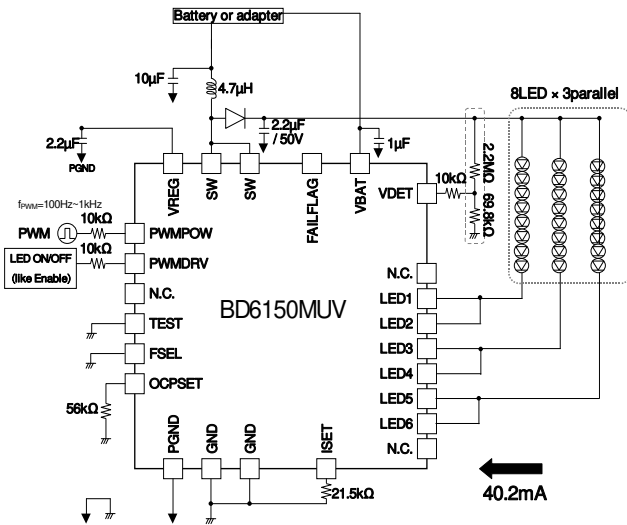 Battery or adapter
10µF
4.7µH
8LED × 3parallel
2.2µF
/ 50V
2.2µF
PGND
1µF
VREG
SW
SW
FAILFLAG
VBAT
VDET
10kΩ
2.2MΩ
69.8kΩ
fPWM=100Hz~1kHz
10kΩ
PWM
PWMPOW
10kΩ
LED ON/OFF
(like Enable)
PWMDRV
N.C.
N.C.
LED1
TEST
BD6150MUV
LED2
FSEL
LED3
OCPSET
LED4
56kΩ
LED5
LED6
PGND
GND
GND
ISET
N.C.
21.5kΩ
40.2mA